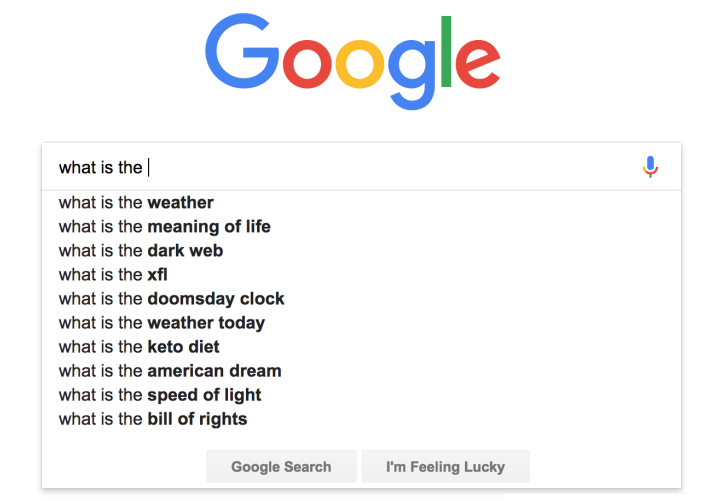 Google
what is the
what is the weather
what is the meaning of life
what is the dark web
what is the xfl
what is the doomsday clock
what is the weather today
what is the keto diet
what is the american dream
what is the speed of light
what is the bill of rights
Google Search I'm Feeling Lucky